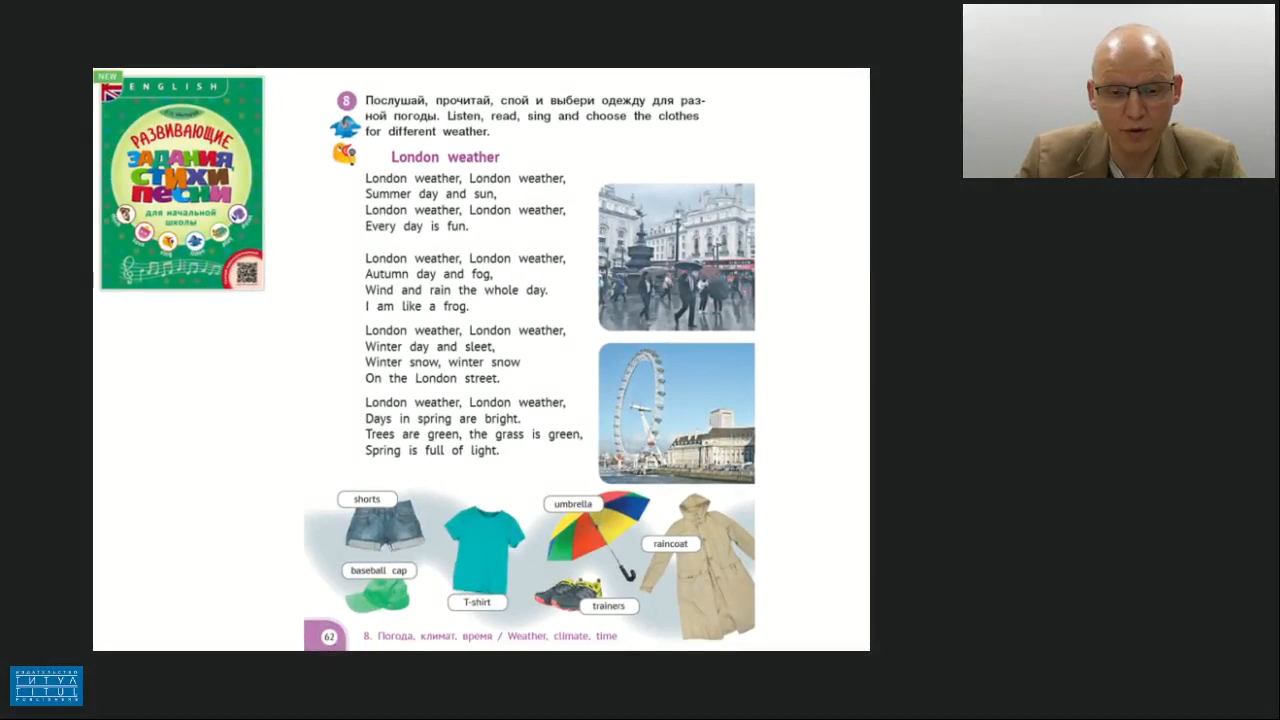 NEW
ENGLISH
РАЗВИВАЮЩИЕ
ЗАДАНИЯ,
СТИХИ
ПЕСНИ
для начальной
школы
8 Послушай, прочитай, спой и выбери одежду для раз-
ной погоды. Listen, read, sing and choose the clothes
for different weather.
London weather
London weather, London weather,
Summer day and sun,
London weather, London weather,
Every day is fun.
London weather, London weather,
Autumn day and fog,
Wind and rain the whole day.
I am like a frog.
London weather, London weather,
Winter day and sleet,
Winter snow, winter snow
On the London street.
London weather, London weather,
Days in spring are bright.
Trees are green, the grass is green,
Spring is full of light.
shorts
umbrella
raincoat
baseball cap
T-shirt
trainers
62 8. Погода, климат, время / Weather, climate, time
ИЗДАТЕЛЬСТВО
ТИТУЛ
TITUL
PUBLISHERS